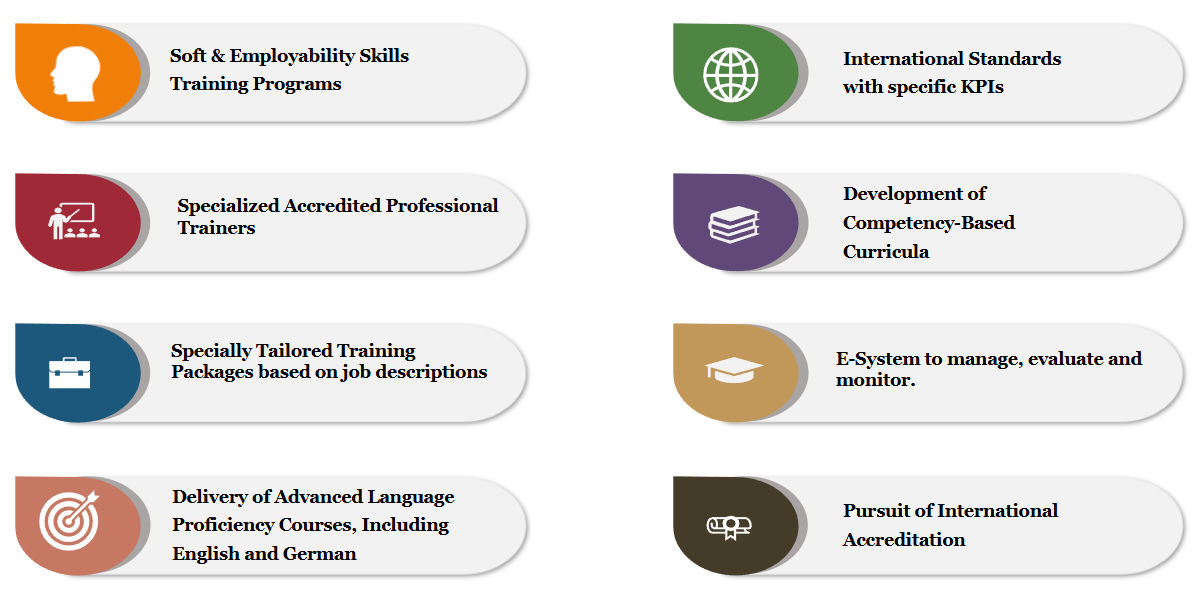 Soft & Employability Skills
Training Programs
International Standards
with specific KPIs
Specialized Accredited Professional
Trainers
Development of
Competency-Based
Curricula
Specially Tailored Training
Packages based on job descriptions
E-System to manage, evaluate and
monitor.
Delivery of Advanced Language
Proficiency Courses, Including
English and German
Pursuit of International
Accreditation